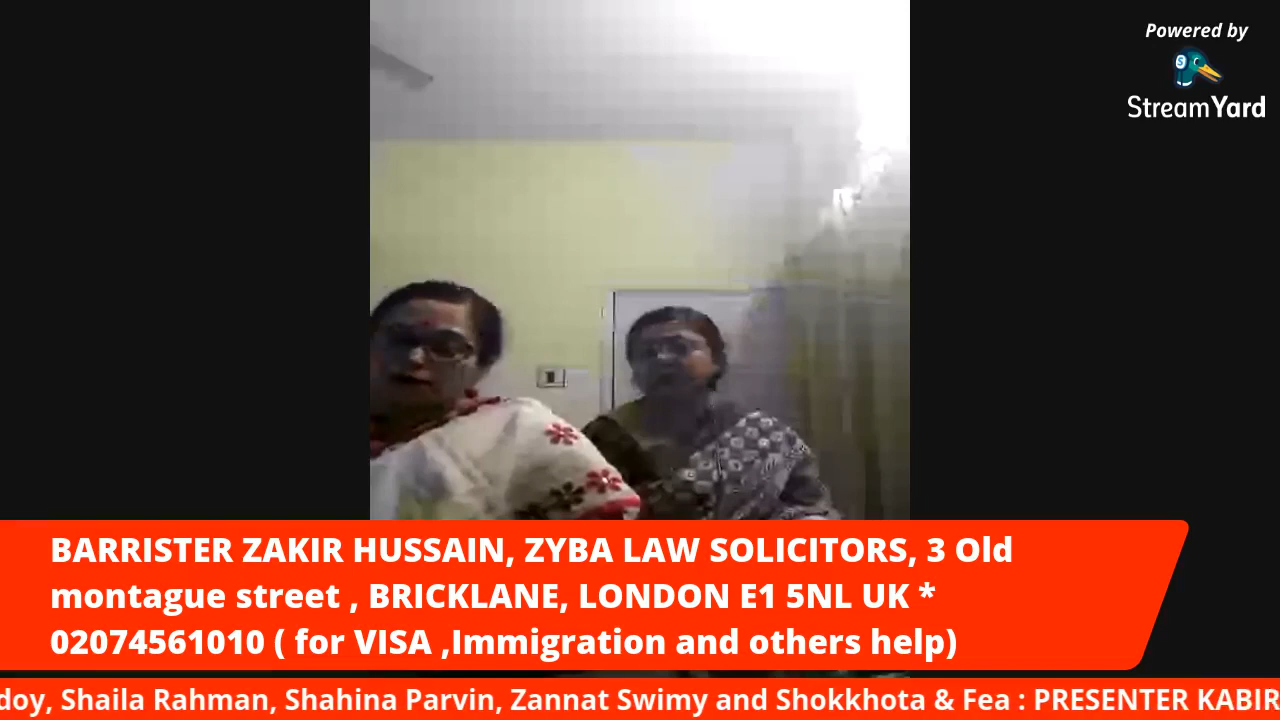 Powered by
StreamYard
BARRISTER ZAKIR HUSSAIN, ZYBA LAW SOLICITORS, 3 Old
montague street , BRICKLANE, LONDON E1 5NL UK *
02074561010 ( for VISA ,Immigration and others help)
doy, Shaila Rahman, Shahina Parvin, Zannat Swimy and Shokkhota & Fea : PRESENTER KABIR